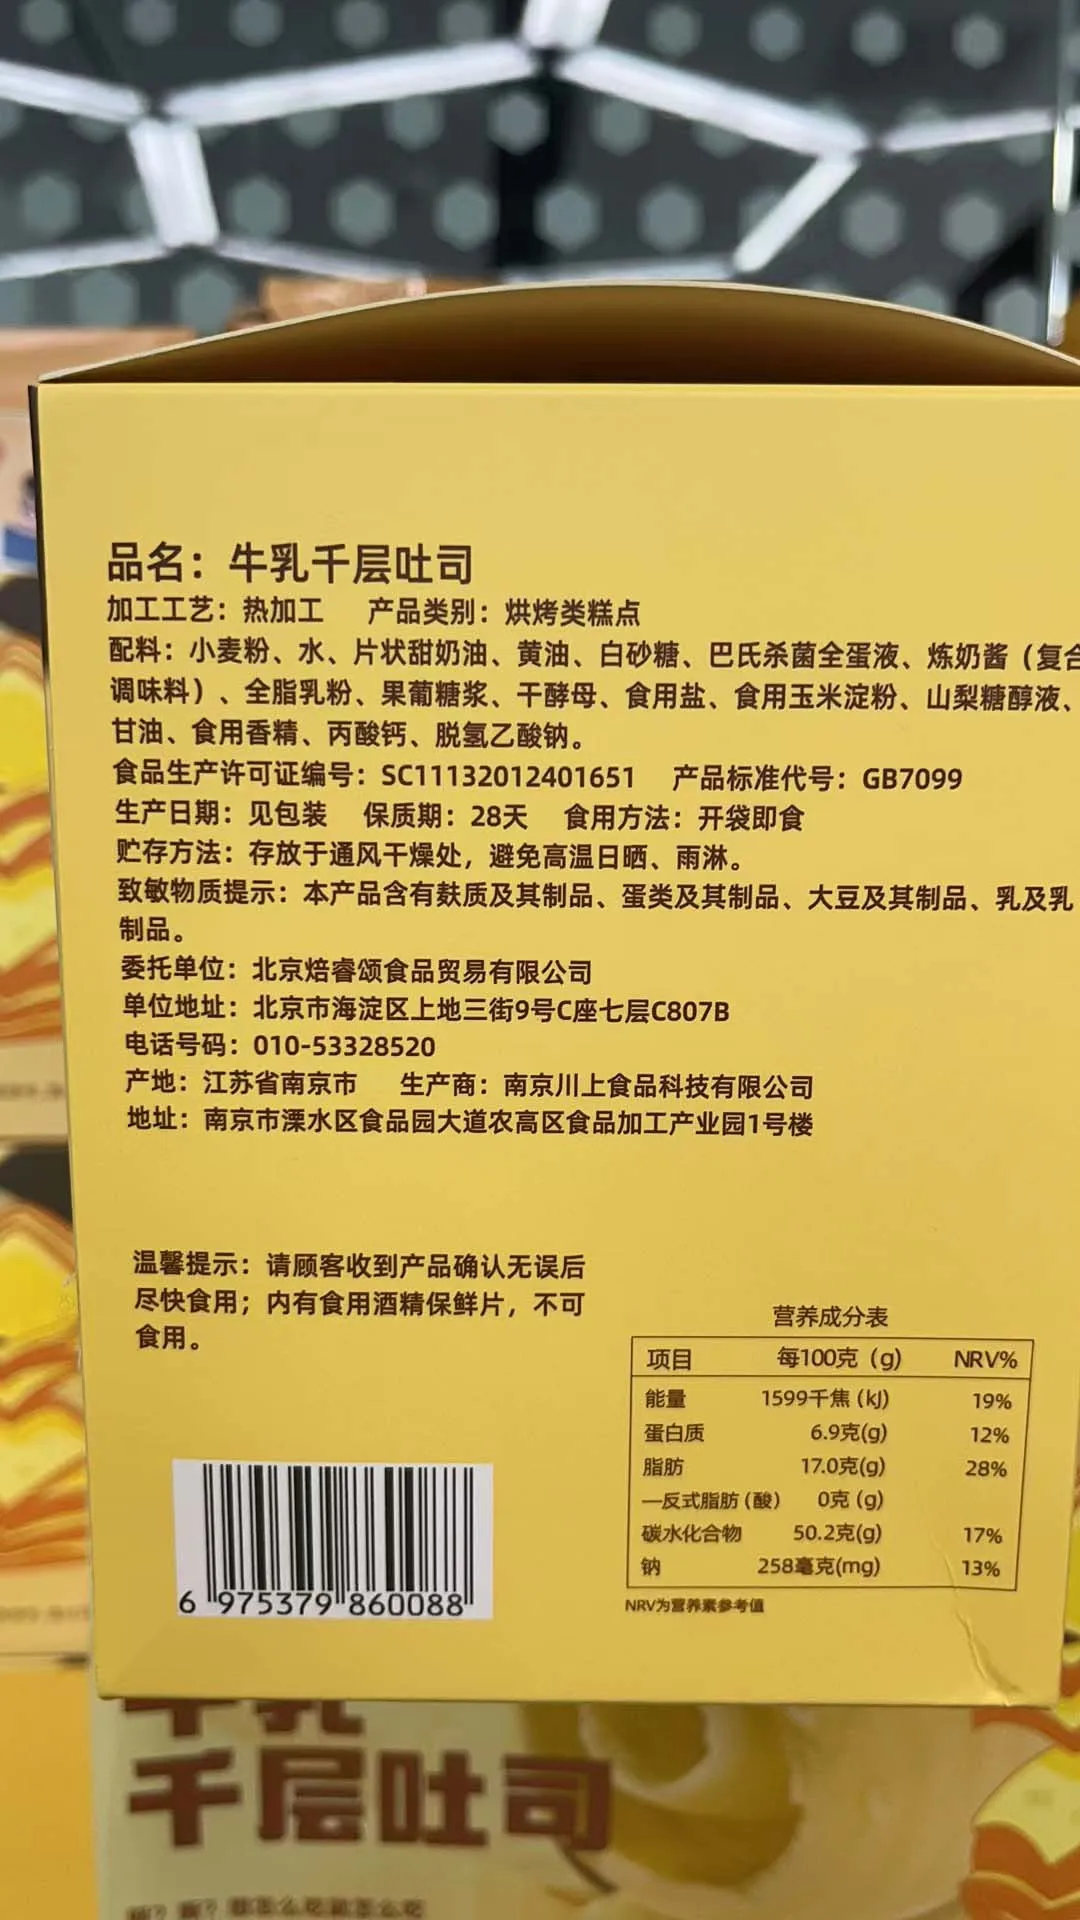 品名：牛乳千层吐司
加工工艺：热加工 产品类别：烘烤类糕点
配料：小麦粉、水、片状甜奶油、黄油、白砂糖、巴氏杀菌全蛋液、炼奶酱（复合
调味料）、全脂乳粉、果葡糖浆、干酵母、食用盐、食用玉米淀粉、山梨糖醇液、
甘油、食用香精、丙酸钙、脱氢乙酸钠。
食品生产许可证编号：SC11132012401651 产品标准代号：GB7099
生产日期：见包装 保质期：28天 食用方法：开袋即食
贮存方法：存放于通风干燥处，避免高温日晒、雨淋。
致敏物质提示：本产品含有麸质及其制品、蛋类及其制品、大豆及其制品、乳及乳
制品。
委托单位：北京焙睿颂食品贸易有限公司
单位地址：北京市海淀区上地三街9号C座七层C807B
电话号码：010-53328520
产地：江苏省南京市 生产商：南京川上食品科技有限公司
地址：南京市溧水区食品园大道农高区食品加工产业园1号楼
温馨提示：请顾客收到产品确认无误后
尽快食用；内有食用酒精保鲜片，不可
食用。
营养成分表
项目 每100克（g） NRV%
能量 1599千焦（kJ） 19%
蛋白质 6.9克(g) 12%
脂肪 17.0克(g) 28%
—反式脂肪（酸） 0克（g）
碳水化合物 50.2克(g) 17%
钠 258毫克(mg) 13%
NRV为营养素参考值
6 975379 860088
牛乳
千层吐司